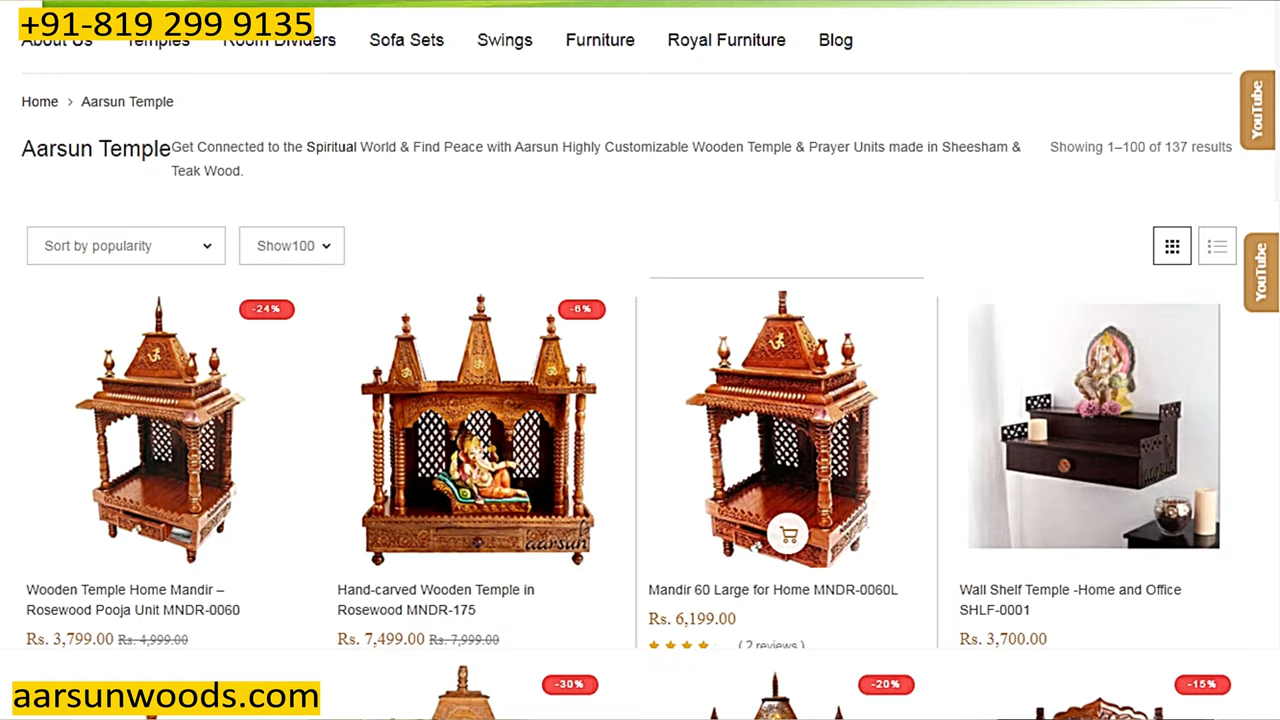 +91-819 299 9135
About Us Temples Room Dividers Sofa Sets Swings Furniture Royal Furniture Blog
YouTube
Home > Aarsun Temple
Aarsun Temple
Get Connected to the Spiritual World & Find Peace with Aarsun Highly Customizable Wooden Temple & Prayer Units made in Sheesham &
Teak Wood.
Showing 1–100 of 137 results
Sort by popularity
Show100
YouTube
-24%
-6%
ॐ
aarsun
aarsun
Wooden Temple Home Mandir –
Rosewood Pooja Unit MNDR-0060
Rs. 3,799.00 Rs. 4,999.00
Hand-carved Wooden Temple in
Rosewood MNDR-175
Rs. 7,499.00 Rs. 7,999.00
Mandir 60 Large for Home MNDR-0060L
Rs. 6,199.00
( 2 reviews )
Wall Shelf Temple -Home and Office
SHLF-0001
Rs. 3,700.00
-30%
-20%
-15%
aarsunwoods.com